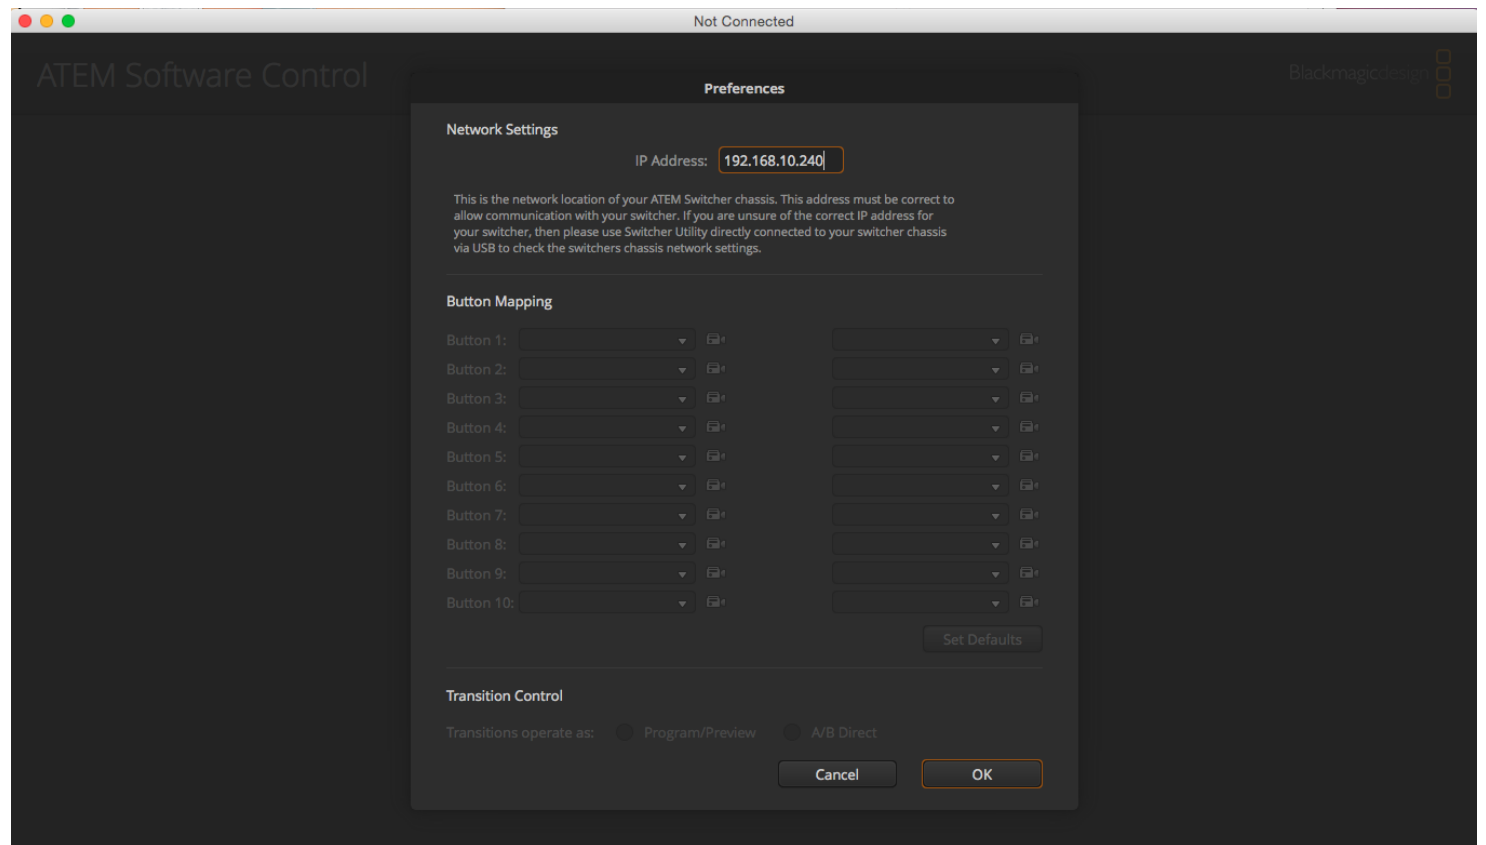 Not Connected
ATEM Software Control
Blackmagicdesign
Preferences
Network Settings
IP Address: 192.168.10.240
This is the network location of your ATEM Switcher chassis. This address must be correct to
allow communication with your switcher. If you are unsure of the correct IP address for
your switcher, then please use Switcher Utility directly connected to your switcher chassis
via USB to check the switchers chassis network settings.
Button Mapping
Button 1:
Button 2:
Button 3:
Button 4:
Button 5:
Button 6:
Button 7:
Button 8:
Button 9:
Button 10:
Set Defaults
Transition Control
Transitions operate as: Program/Preview A/B Direct
Cancel OK